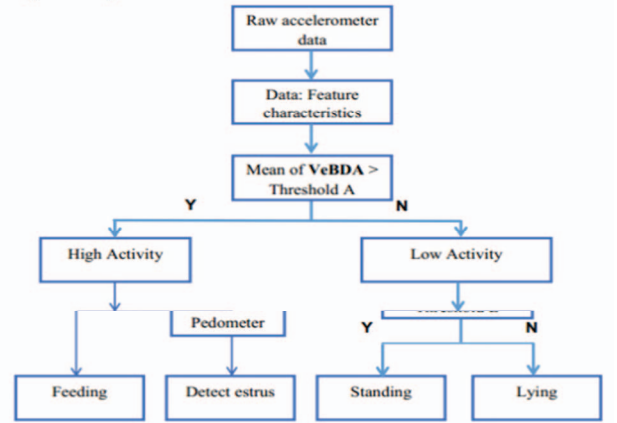 Raw accelerometer
data
Data: Feature
characteristics
Mean of VeBDA >
Threshold A
Y
N
High Activity
Low Activity
Pedometer
Y
N
Feeding
Detect estrus
Standing
Lying